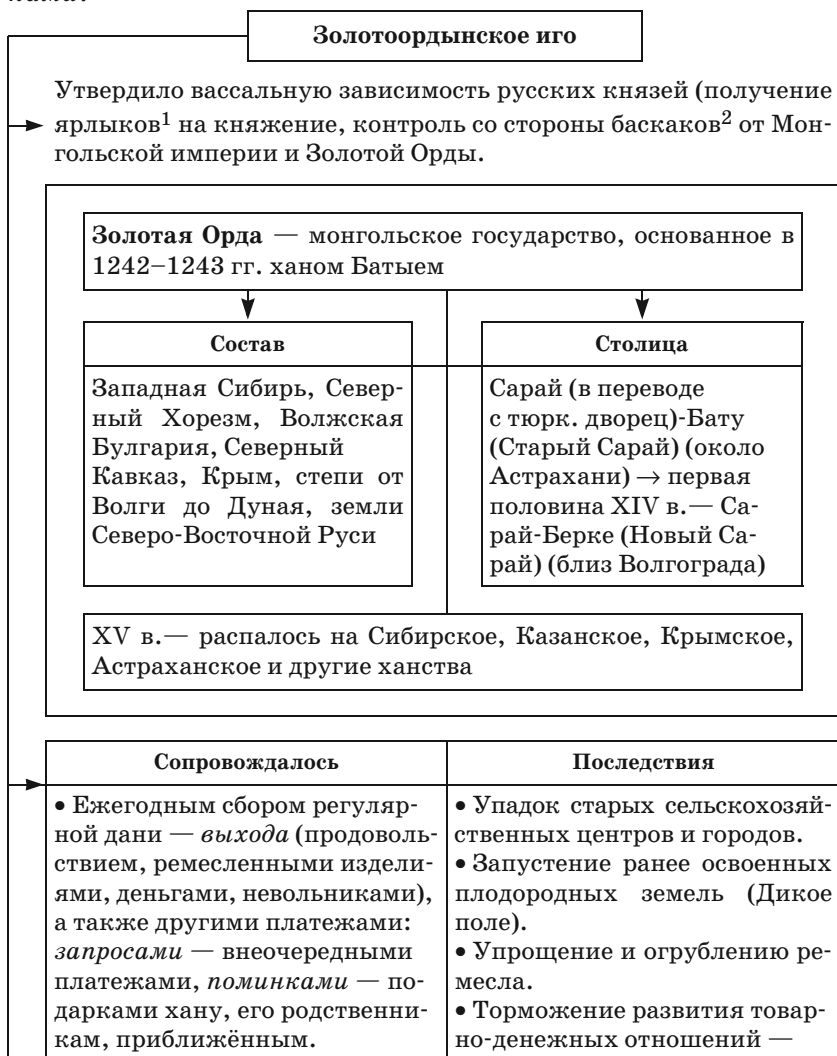 Золотоордынское иго
Утвердило вассальную зависимость русских князей (получение
ярлыков1 на княжение, контроль со стороны баскаков2 от Мон-
гольской империи и Золотой Орды.
Золотая Орда — монгольское государство, основанное в
1242–1243 гг. ханом Батыем
Состав
Западная Сибирь, Север-
ный Хорезм, Волжская
Булгария, Северный
Кавказ, Крым, степи от
Волги до Дуная, земли
Северо-Восточной Руси
Столица
Сарай (в переводе
с тюрк. дворец)-Бату
(Старый Сарай) (около
Астрахани) → первая
половина XIV в.— Са-
рай-Берке (Новый Са-
рай) (близ Волгограда)
XV в.— распалось на Сибирское, Казанское, Крымское,
Астраханское и другие ханства
Сопровождалось
• Ежегодным сбором регуляр-
ной дани — выхода (продоволь-
ствием, ремесленными издели-
ями, деньгами, невольниками),
а также другими платежами:
запросами — внеочередными
платежами, поминками — по-
дарками хану, его родственни-
кам, приближённым.
Последствия
• Упадок старых сельскохозяй-
ственных центров и городов.
• Запустение ранее освоенных
плодородных земель (Дикое
поле).
• Упрощение и огрублению ре-
месла.
• Торможение развития товар-
но-денежных отношений —